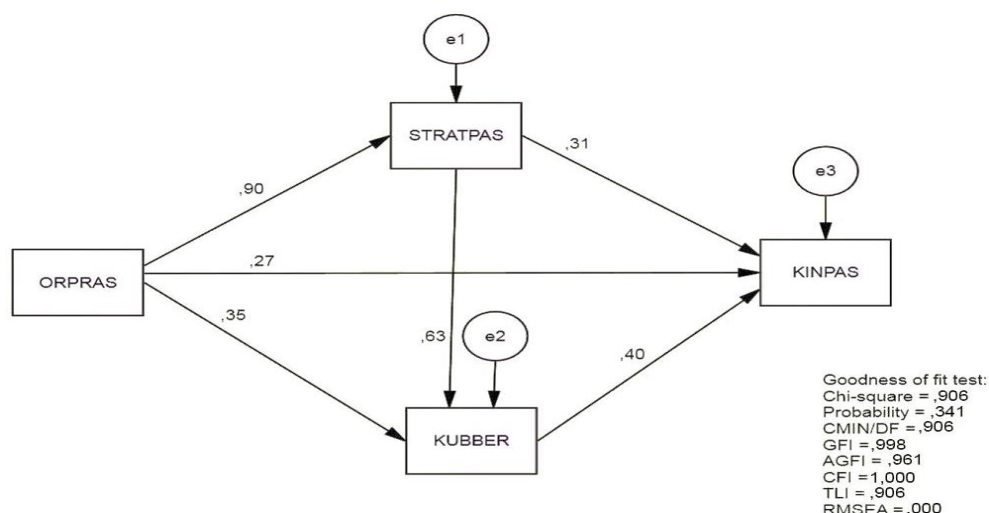 e1
STRATPAS
,31
e3
,90
,27
ORPRAS
KINPAS
,35
,63
e2
,40
KUBBER
Goodness of fit test:
Chi-square = ,906
Probability = ,341
CMIN/DF = ,906
GFI = ,998
AGFI = ,961
CFI =1,000
TLI = ,906
RMSEA = ,000